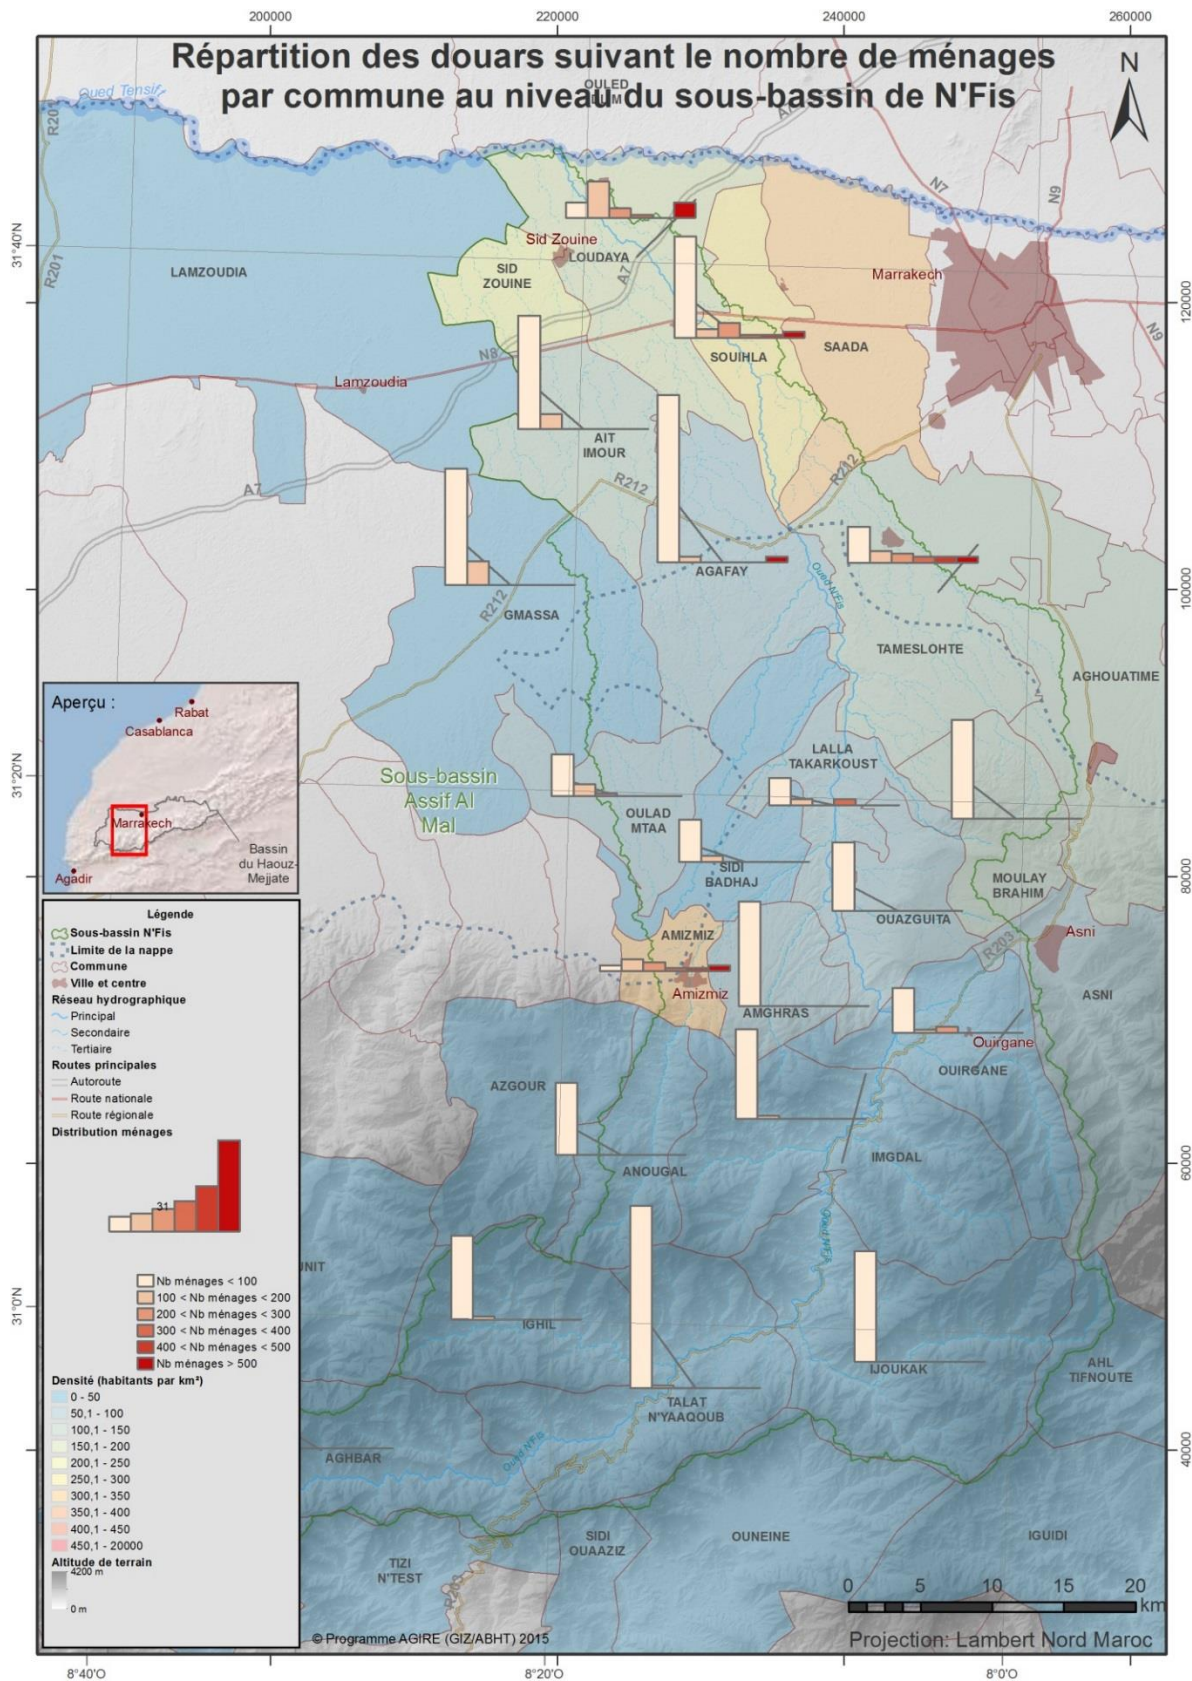 200000
220000
240000
260000
Répartition des douars suivant le nombre de ménages
par commune au niveau du sous-bassin de N'Fis
N
OULED
Oued Tensif
R201
A7
N7
N9
31°40'
R201
LAMZOUDIA
Sid Zouine
SID
ZOUINE
LOUDAYA
A7
Marrakech
120000
N8
SOUIHLA
SAADA
N9
Lamzoudia
AIT
IMOUR
A7
R212
R212
AGAFAY
Oued N'Fis
R212
GMASSA
100000
TAMESLOHTE
AGHOUATIME
Aperçu :
Rabat
Casablanca
Marrakech
Agadir
Bassin
du Haouz-
Mejjate
31°20'N
Sous-bassin
Assif Al
Mal
LALLA
TAKARKOUST
OULAD
MTAA
SIDI
BADHAJ
OUAZGUITA
MOULAY
BRAHIM
80000
AMIZMIZ
Amizmiz
AMGHRAS
R203
Asni
ASNI
Ouirgane
OUIRGANE
AZGOUR
ANOUGAL
IMGDAL
60000
Oued N'Fis
Légende
Sous-bassin N'Fis
Limite de la nappe
Commune
Ville et centre
Réseau hydrographique
Principal
Secondaire
Tertiaire
Routes principales
Autoroute
Route nationale
Route régionale
Distribution ménages
31
Nb ménages < 100
100 < Nb ménages < 200
200 < Nb ménages < 300
300 < Nb ménages < 400
400 < Nb ménages < 500
Nb ménages > 500
Densité (habitants par km²)
0 - 50
50,1 - 100
100,1 - 150
150,1 - 200
200,1 - 250
250,1 - 300
300,1 - 350
350,1 - 400
400,1 - 450
450,1 - 20000
Altitude de terrain
4200 m
0 m
31°0'N
NIT
IGHIL
IJOUKAK
AHL
TIFNOUTE
TALAT
N'YAAQOUB
AGHBAR
Oued N'Fis
40000
SIDI
OUAAZIZ
OUNEINE
IGUIDI
TIZI
N'TEST
R203
0 5 10 15 20
km
© Programme AGIRE (GIZ/ABHT) 2015
Projection: Lambert Nord Maroc
8°40'O
8°20'O
8°0'O